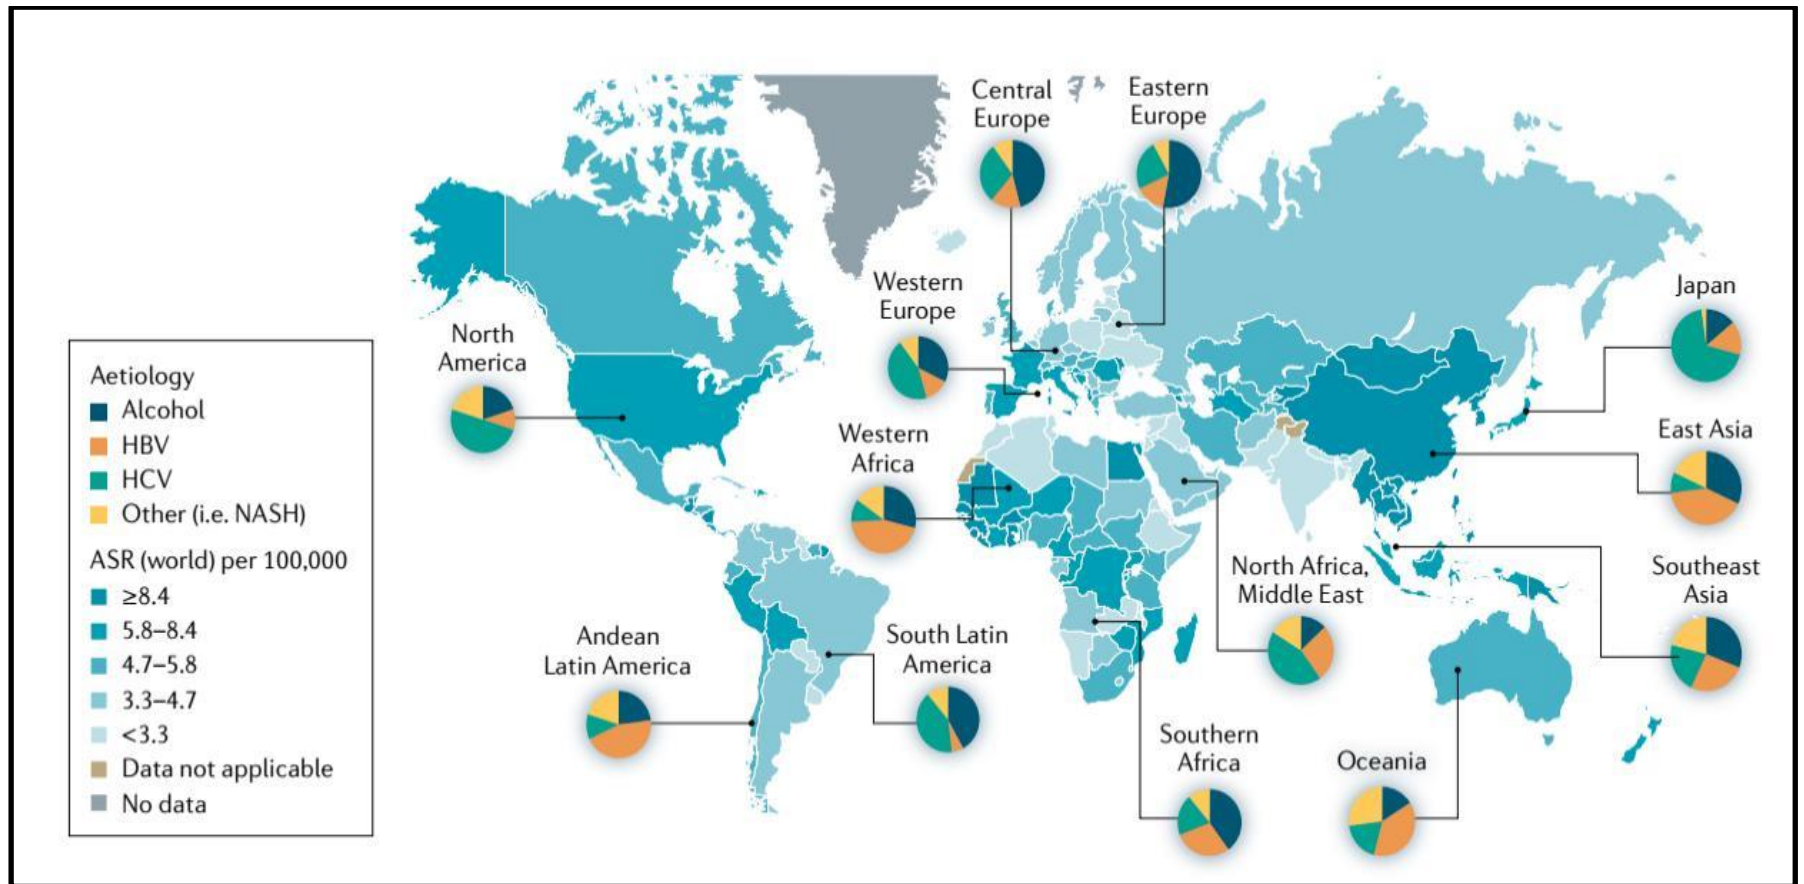 Central
Europe
Eastern
Europe
Western
Europe
Japan
North
America
Western
Africa
East Asia
North Africa,
Middle East
Southeast
Asia
Andean
Latin America
South Latin
America
Southern
Africa
Oceania
Aetiology
Alcohol
HBV
HCV
Other (i.e. NASH)
ASR (world) per 100,000
≥8.4
5.8–8.4
4.7–5.8
3.3–4.7
<3.3
Data not applicable
No data